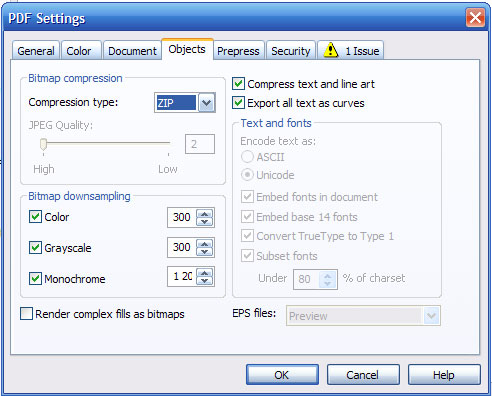 PDF Settings
General Color Document Objects Prepress Security 1 Issue
Bitmap compression
Compression type: ZIP
JPEG Quality:
2
High Low
Bitmap downsampling
Color 300
Grayscale 300
Monochrome 1 20
Render complex fills as bitmaps
Compress text and line art
Export all text as curves
Text and fonts
Encode text as:
ASCII
Unicode
Embed fonts in document
Embed base 14 fonts
Convert TrueType to Type 1
Subset fonts
Under 80 % of charset
EPS files: Preview
OK Cancel Help